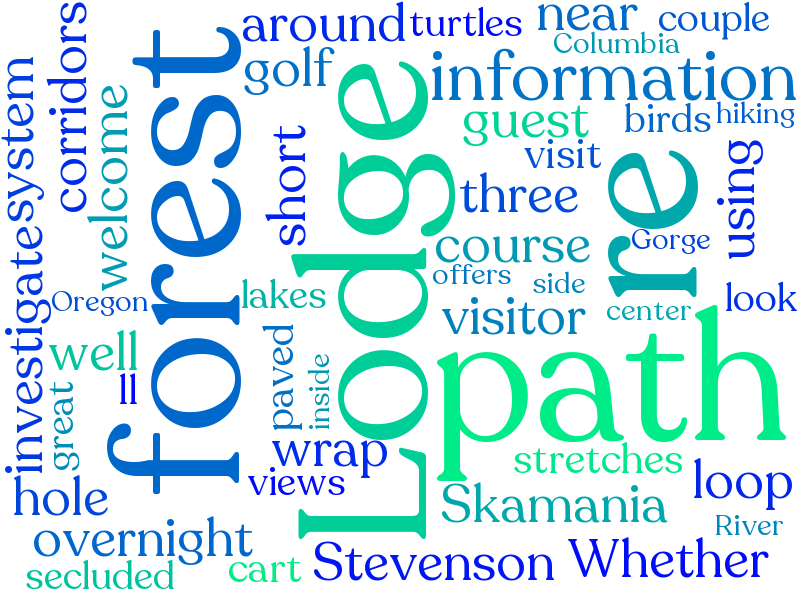 system
corridors
welcome
investigate
Oregon
well
ll
great
hole
overnight
secluded
forest
around
turtles
golf
short
lakes
paved
inside
wrap
views
cart
Lodge
near
couple
Columbia
information
guest
birds
hiking
visit
three
re
using
course
Gorge
offers
side
visitor
center
look
path
stretches
Skamania
loop
River
Stevenson
Whether